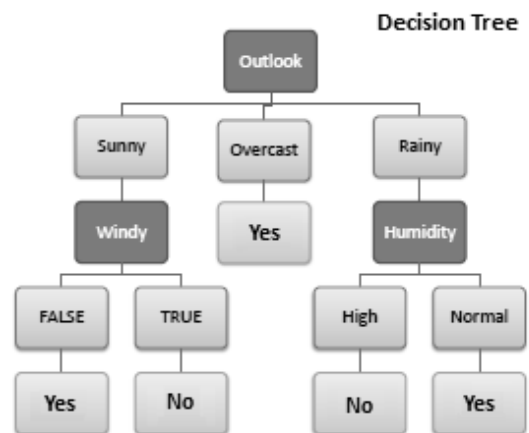 Decision Tree
Outlook
Sunny Overcast Rainy
Windy Yes Humidity
FALSE TRUE High Normal
Yes No No Yes